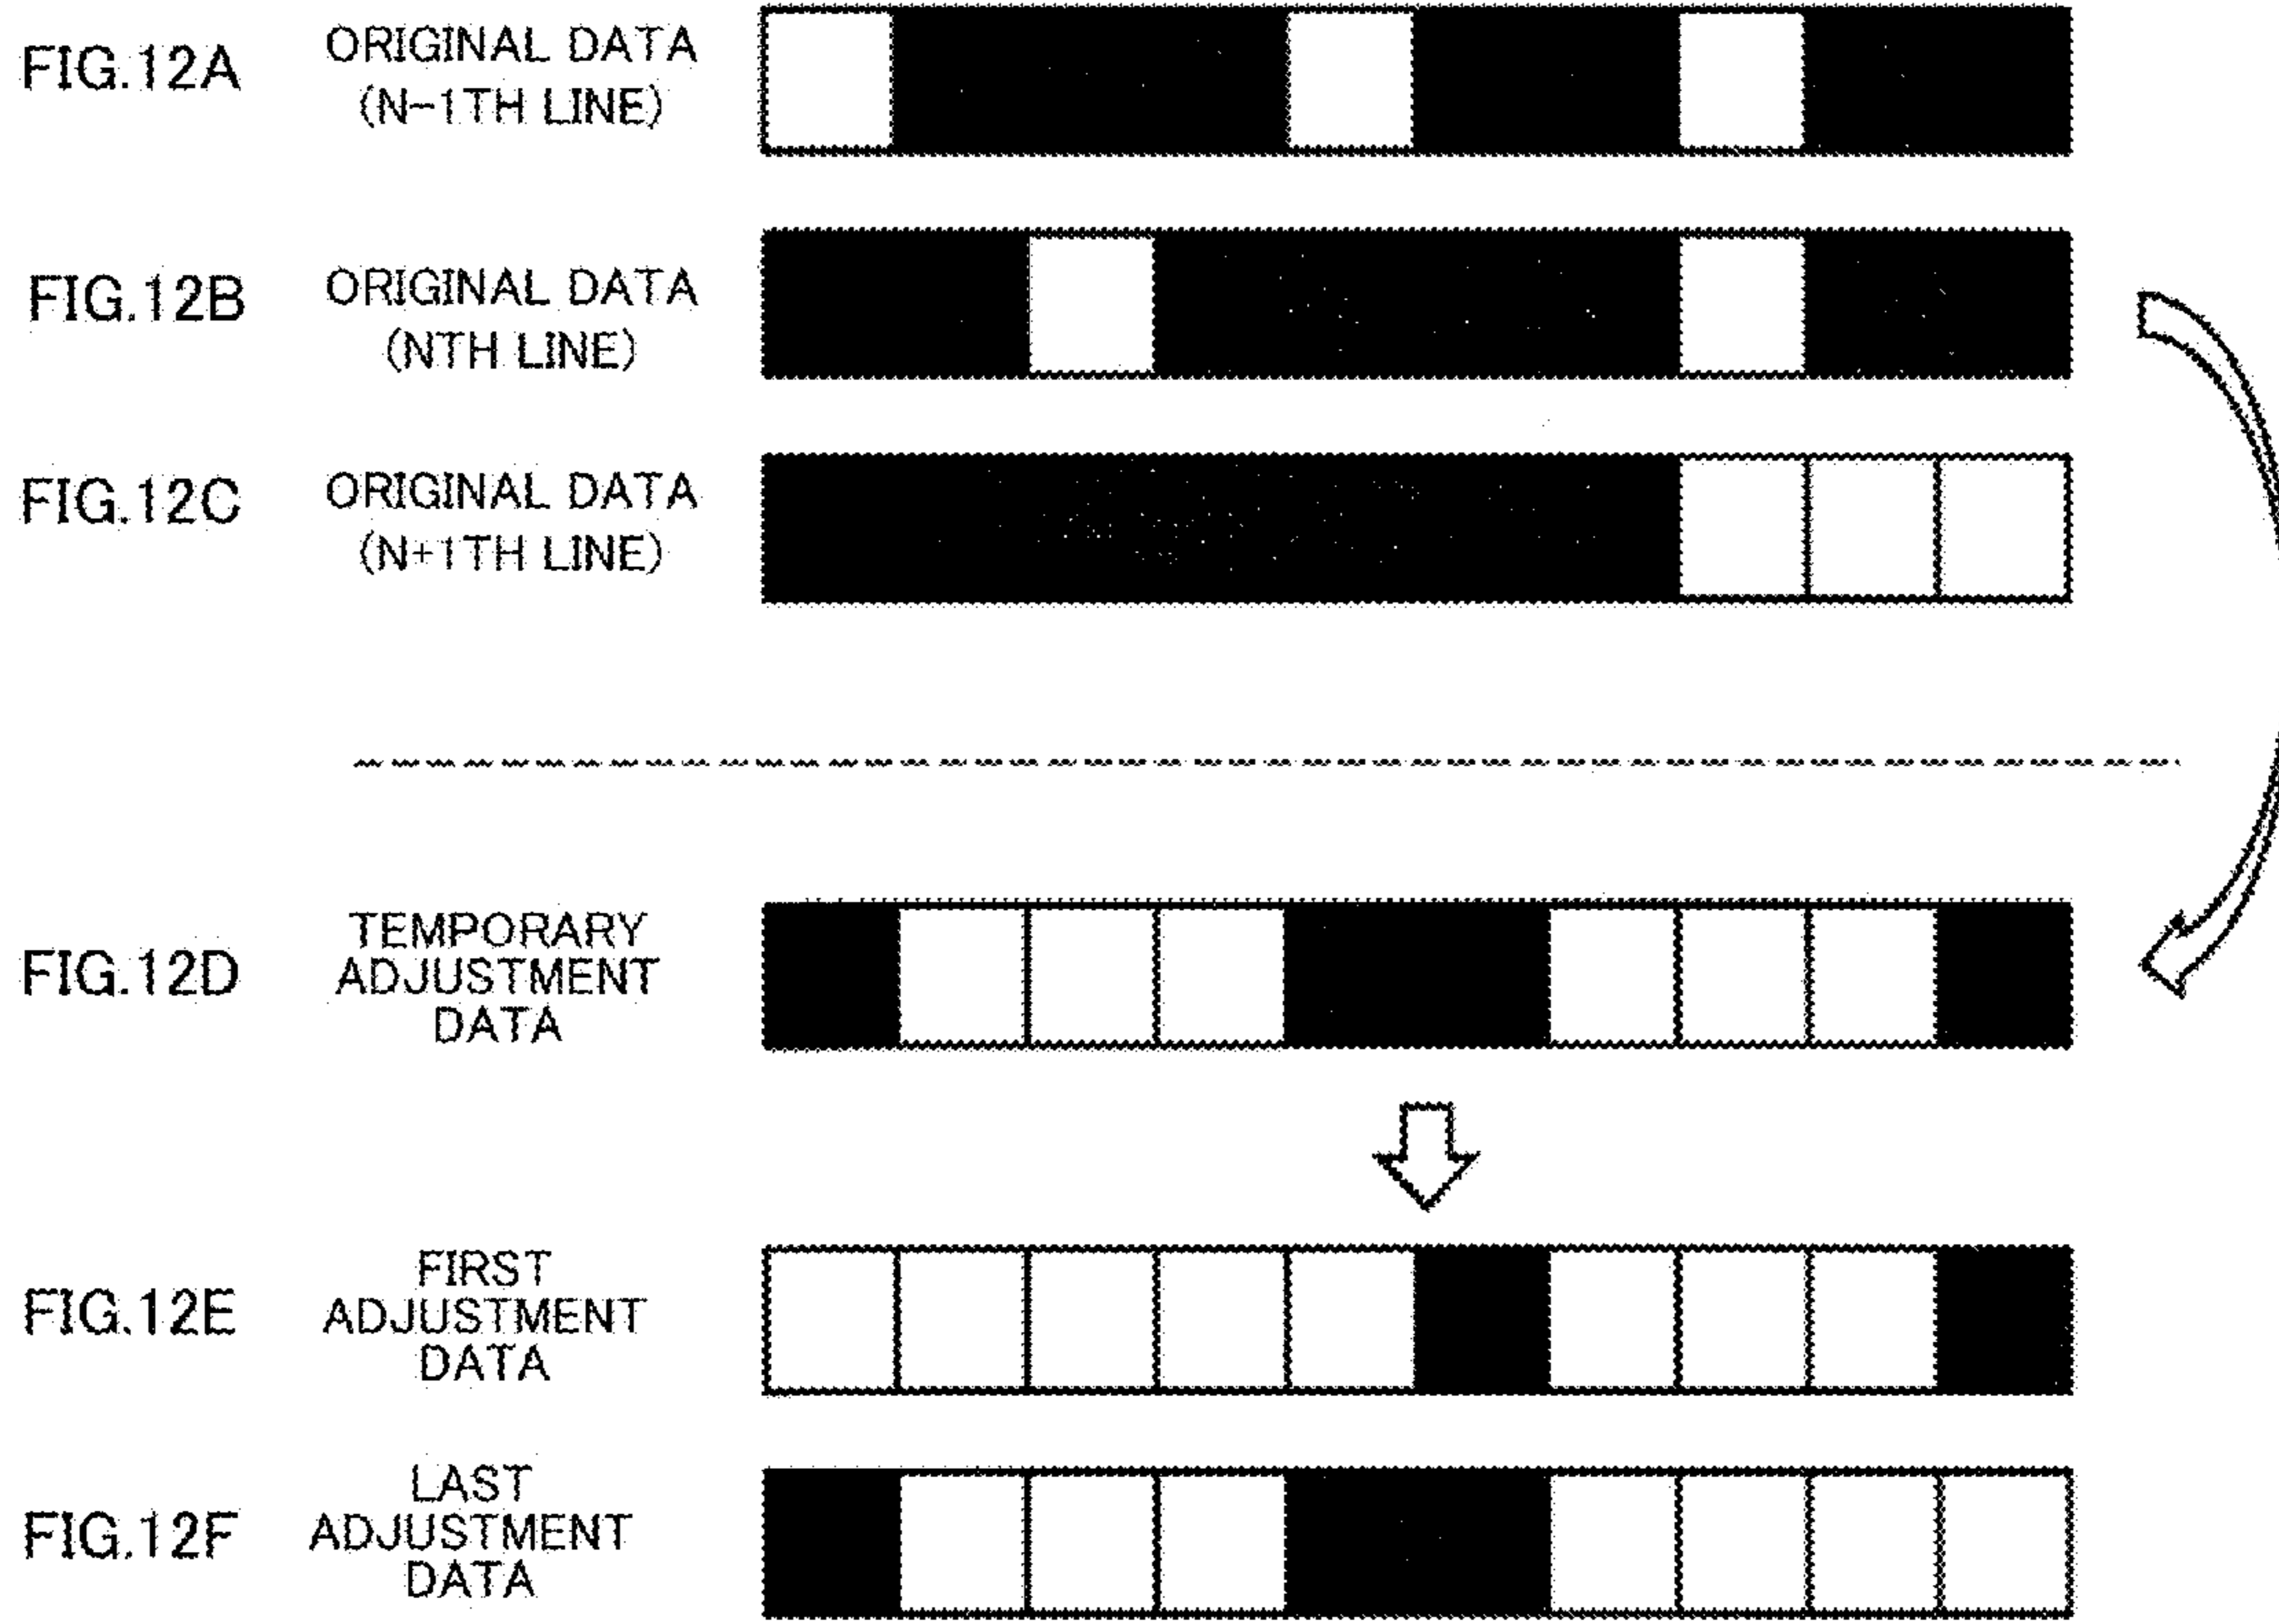 FIG.12A
ORIGINAL DATA
(N-1TH LINE)
FIG.12B
ORIGINAL DATA
(NTH LINE)
FIG.12C
ORIGINAL DATA
(N+1TH LINE)
FIG.12D
TEMPORARY
ADJUSTMENT
DATA
FIG.12E
FIRST
ADJUSTMENT
DATA
FIG.12F
LAST
ADJUSTMENT
DATA